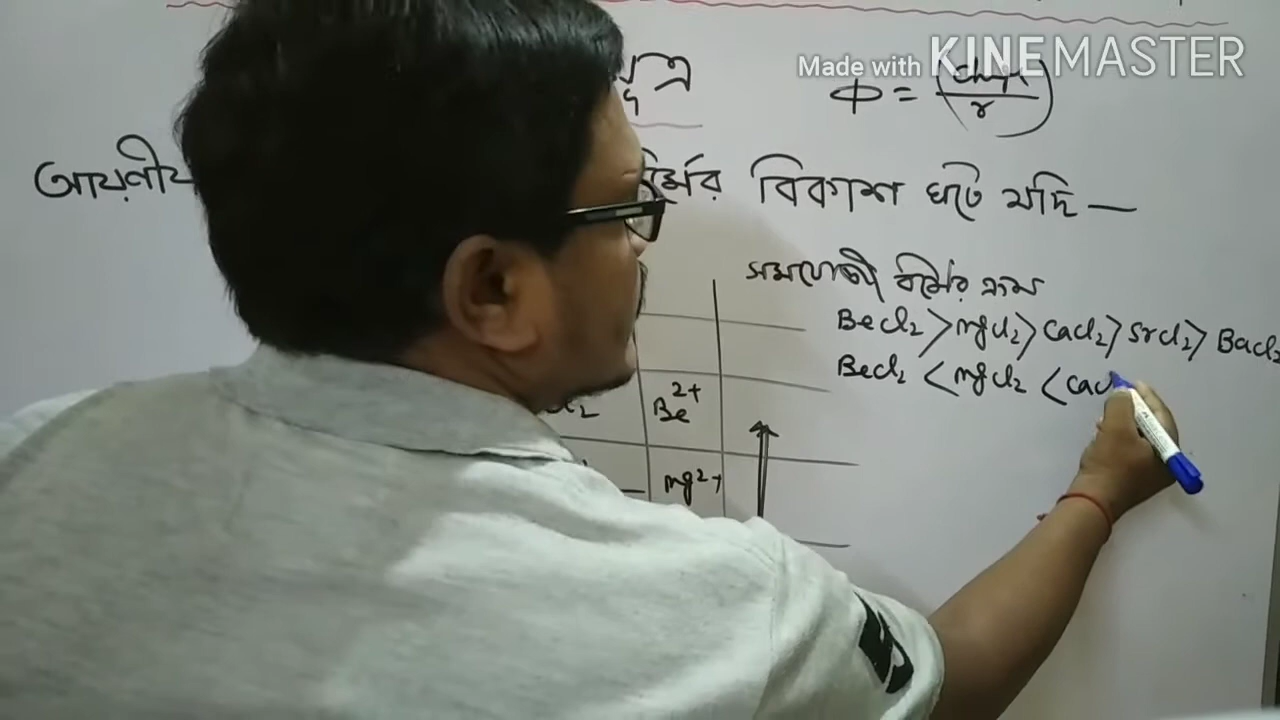 Made with KINEMASTER
সূত্র
Φ = (
r
)
আয়ণীয় র্মের বিকাশ ঘটে যদি —
সমযোজী ধর্মের ক্রম
BeCl2 > MgCl2 > CaCl2 > SrCl2 > BaCl2
BeCl2 < MgCl2 < CaC
Be2+
Mg2+